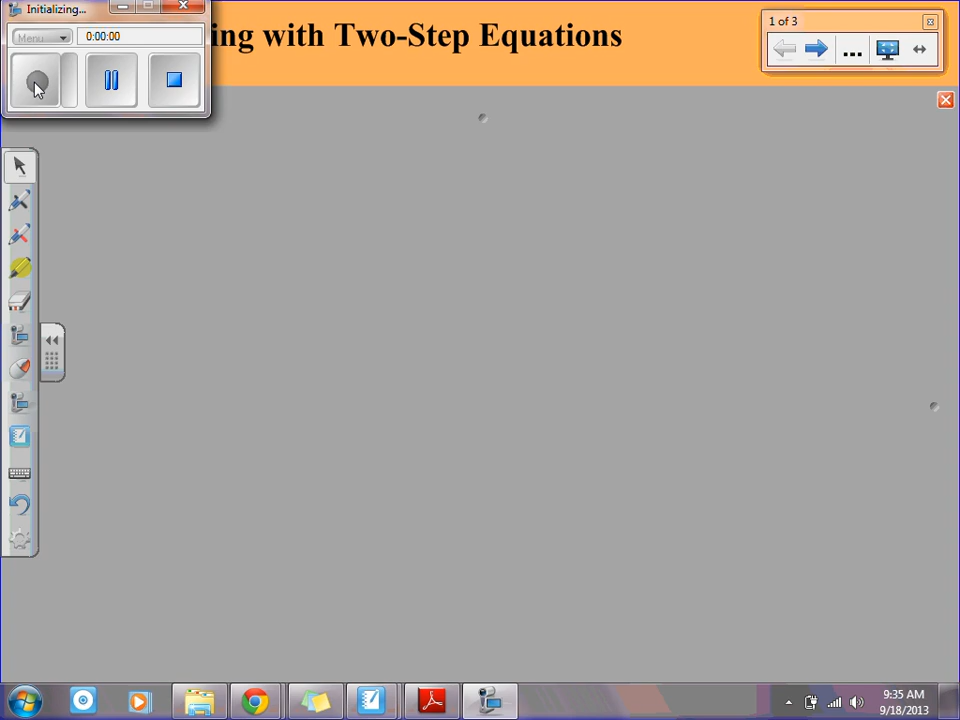 Initializing...
Menu
0:00:00
ing with Two-Step Equations
1 of 3
...
9:35 AM
9/18/2013